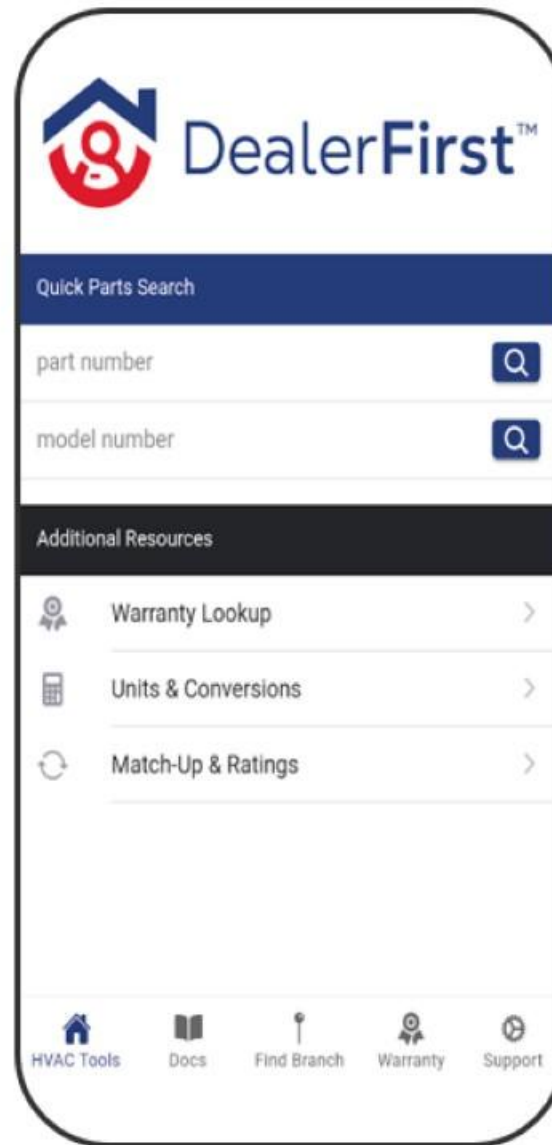 DealerFirst™
Quick Parts Search
part number
model number
Additional Resources
Warranty Lookup
Units & Conversions
Match-Up & Ratings
HVAC Tools Docs Find Branch Warranty Support